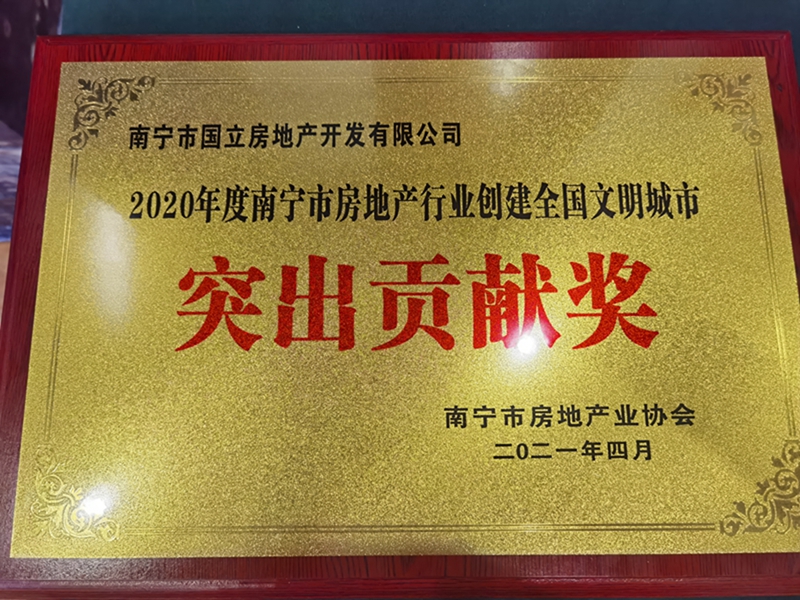 南宁市国立房地产开发有限公司
2020年度南宁市房地产行业创建全国文明城市
突出贡献奖
南宁市房地产业协会
二〇二一年四月